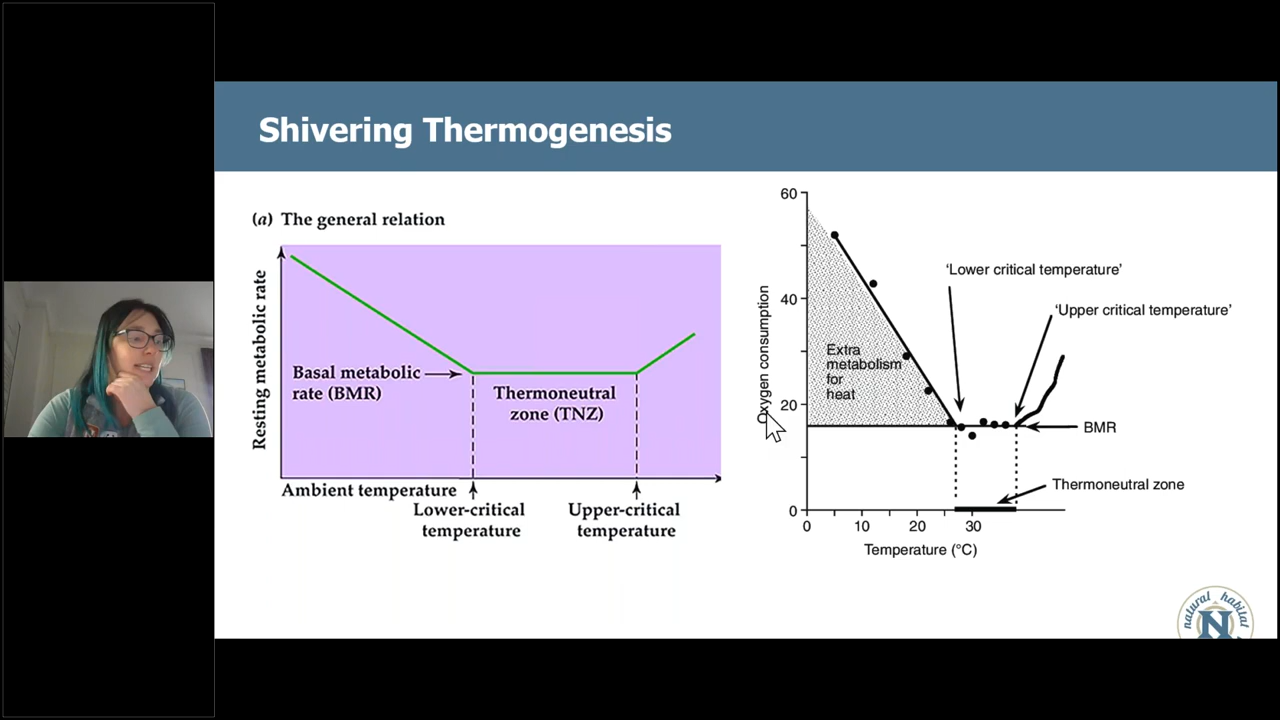 Shivering Thermogenesis
(a) The general relation
Resting metabolic rate
Basal metabolic
rate (BMR)
Thermoneutral
zone (TNZ)
Ambient temperature
Lower-critical
temperature
Upper-critical
temperature
60
40
20
0
Oxygen consumption
'Lower critical temperature'
'Upper critical temperature'
Extra
metabolism
for
heat
BMR
Thermoneutral zone
0 10 20 30
Temperature (°C)
natural habitat
N